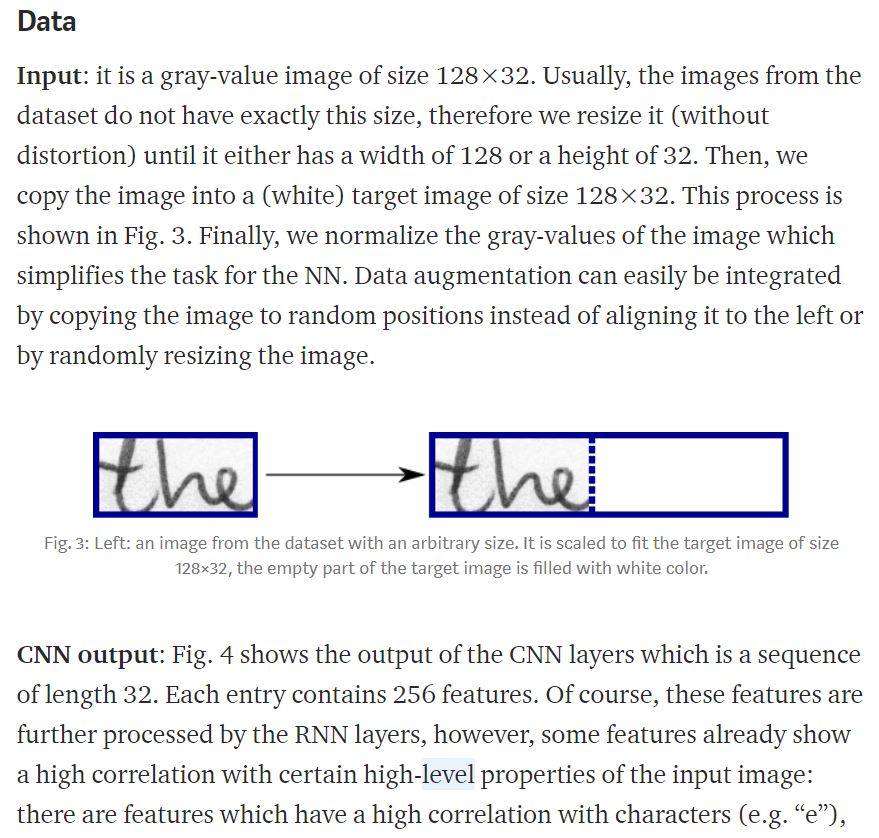 Data
Input: it is a gray-value image of size 128×32. Usually, the images from the
dataset do not have exactly this size, therefore we resize it (without
distortion) until it either has a width of 128 or a height of 32. Then, we
copy the image into a (white) target image of size 128×32. This process is
shown in Fig. 3. Finally, we normalize the gray-values of the image which
simplifies the task for the NN. Data augmentation can easily be integrated
by copying the image to random positions instead of aligning it to the left or
by randomly resizing the image.
the the
Fig. 3: Left: an image from the dataset with an arbitrary size. It is scaled to fit the target image of size
128×32, the empty part of the target image is filled with white color.
CNN output: Fig. 4 shows the output of the CNN layers which is a sequence
of length 32. Each entry contains 256 features. Of course, these features are
further processed by the RNN layers, however, some features already show
a high correlation with certain high-level properties of the input image:
there are features which have a high correlation with characters (e.g. “e”),